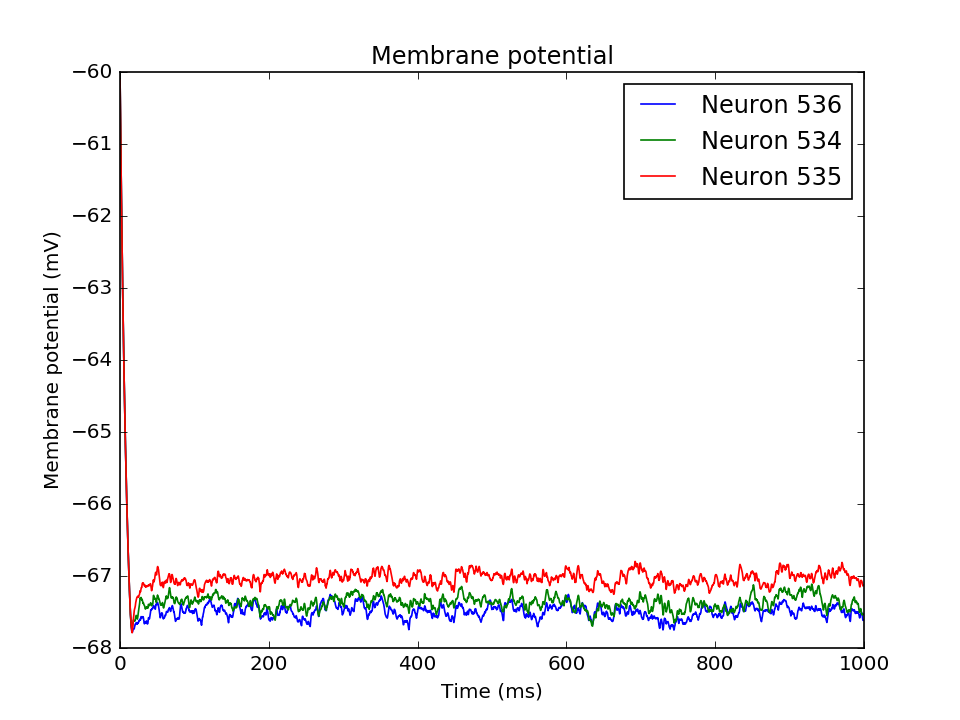 Membrane potential
Neuron 536
Neuron 534
Neuron 535
Membrane potential (mV)
−60
−61
−62
−63
−64
−65
−66
−67
−68
0 200 400 600 800 1000
Time (ms)